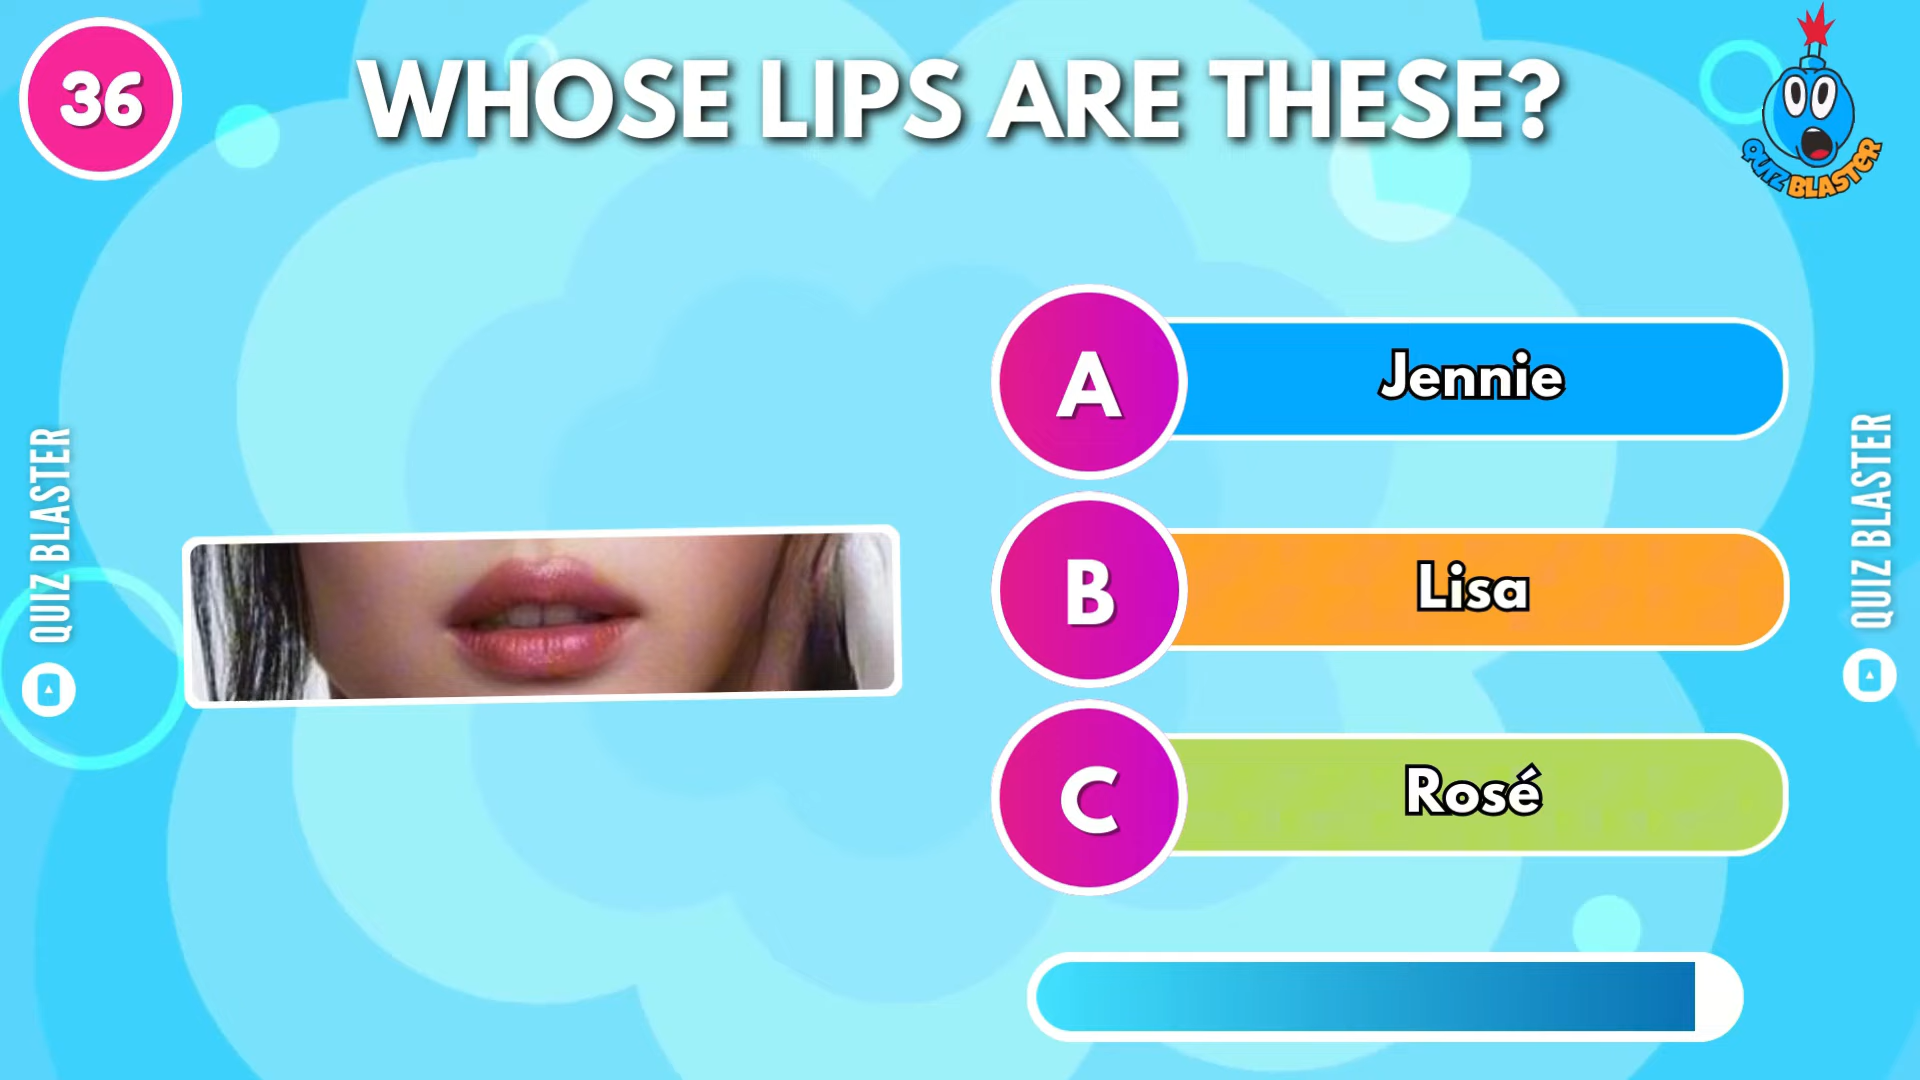 36
WHOSE LIPS ARE THESE?
QUIZ BLASTER
A
Jennie
B
Lisa
C
Rosé
QUIZ BLASTER
QUIZ BLASTER